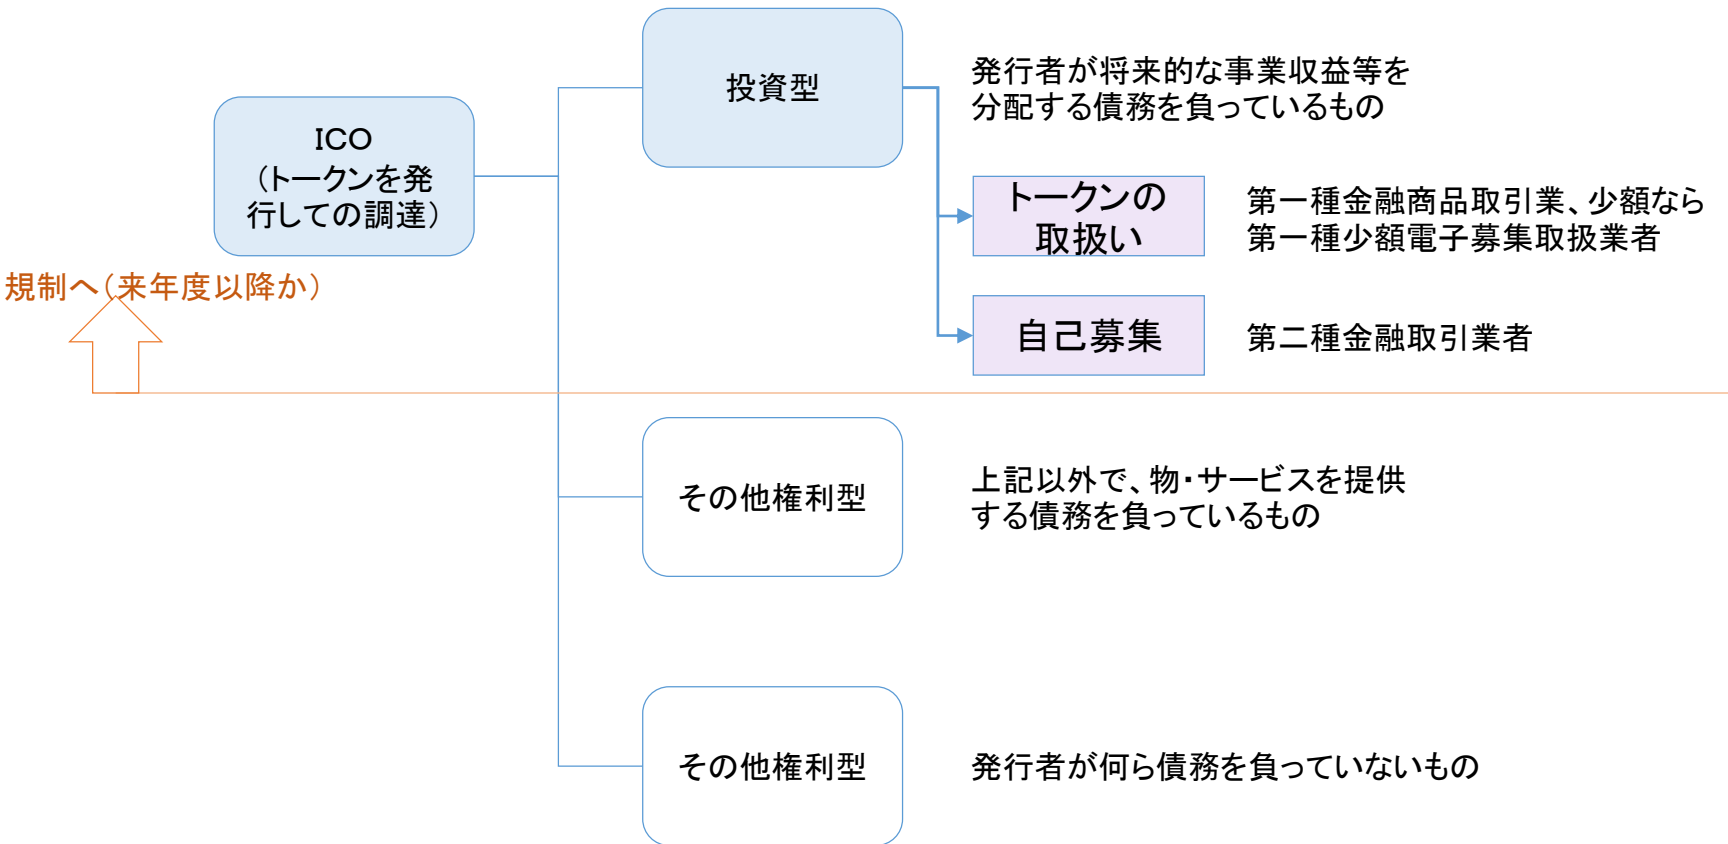 投資型
発行者が将来的な事業収益等を
分配する債務を負っているもの
ICO
（トークンを発
行しての調達）
トークンの
取扱い
第一種金融商品取引業、少額なら
第一種少額電子募集取扱業者
規制へ（来年度以降か）
自己募集
第二種金融取引業者
その他権利型
上記以外で、物・サービスを提供
する債務を負っているもの
その他権利型
発行者が何ら債務を負っていないもの